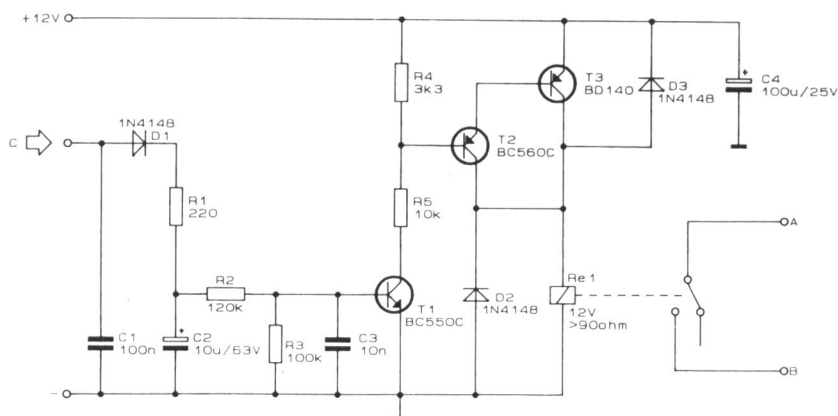 +12V
R4
3k3
T3
BD140
D3
1N4148
C4
100u/25V
+
1N4148
D1
C
T2
BC560C
R1
220
R5
10k
A
R2
120k
T1
BC550C
D2
1N4148
Re1
12V
>90ohm
C1
100n
+
C2
10u/63V
R3
100k
C3
10n
B
-